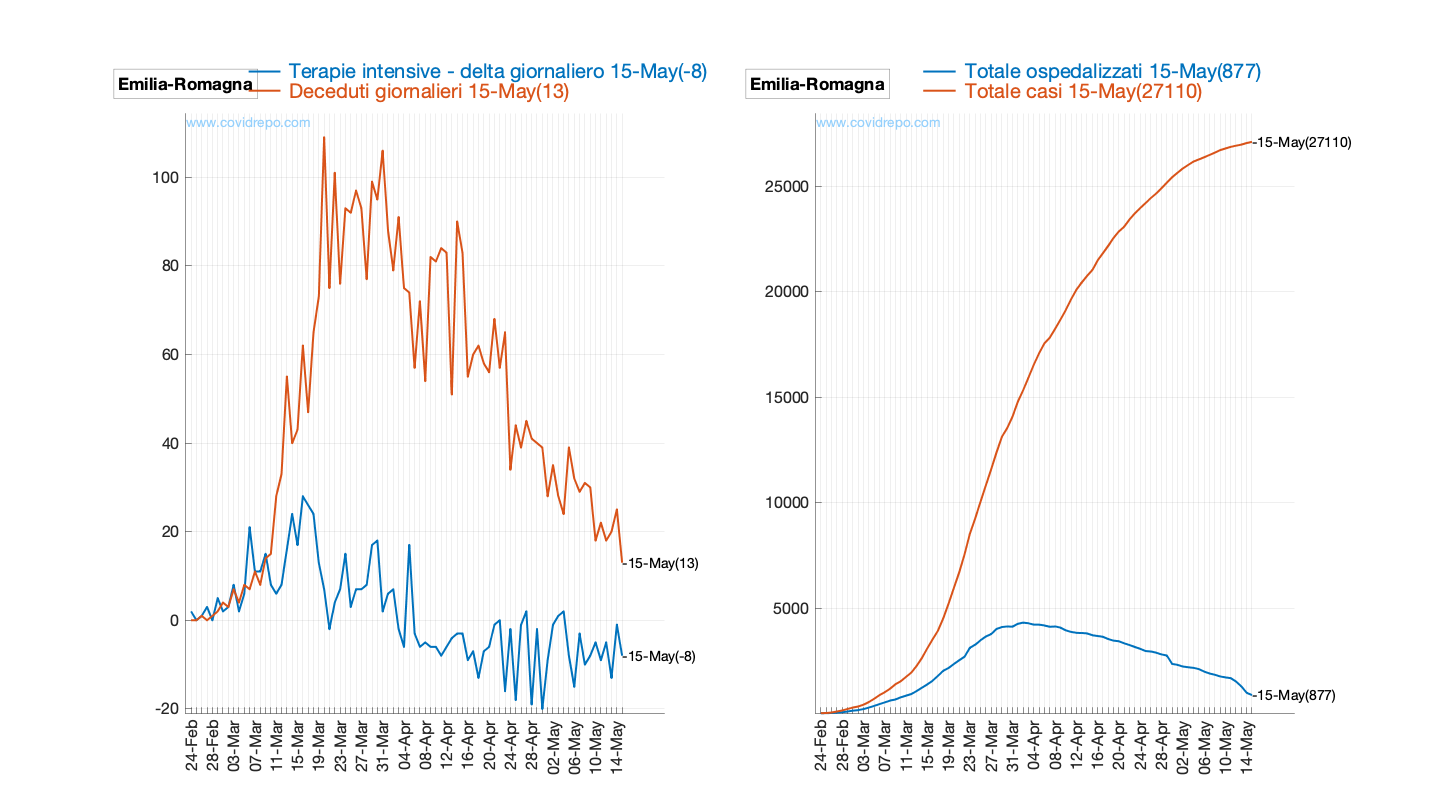 Emilia-Romagna
Terapie intensive - delta giornaliero 15-May(-8)
Deceduti giornalieri 15-May(13)
www.covidrepo.com
100
80
60
40
20
0
-20
15-May(13)
15-May(-8)
24-Feb
28-Feb
03-Mar
07-Mar
11-Mar
15-Mar
19-Mar
23-Mar
27-Mar
31-Mar
04-Apr
08-Apr
12-Apr
16-Apr
20-Apr
24-Apr
28-Apr
02-May
06-May
10-May
14-May
Emilia-Romagna
Totale ospedalizzati 15-May(877)
Totale casi 15-May(27110)
www.covidrepo.com
25000
20000
15000
10000
5000
15-May(27110)
15-May(877)
24-Feb
28-Feb
03-Mar
07-Mar
11-Mar
15-Mar
19-Mar
23-Mar
27-Mar
31-Mar
04-Apr
08-Apr
12-Apr
16-Apr
20-Apr
24-Apr
28-Apr
02-May
06-May
10-May
14-May